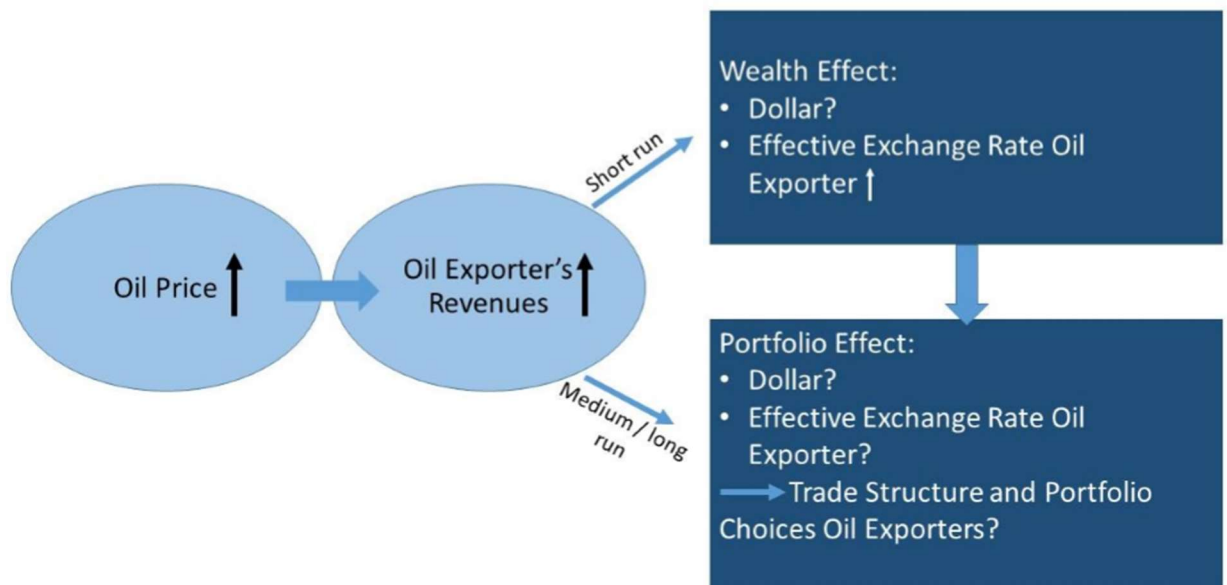 Oil Price
Oil Exporter's
Revenues
Short run
Medium / long
run
Wealth Effect:
• Dollar?
• Effective Exchange Rate Oil
Exporter
Portfolio Effect:
• Dollar?
• Effective Exchange Rate Oil
Exporter?
Trade Structure and Portfolio
Choices Oil Exporters?